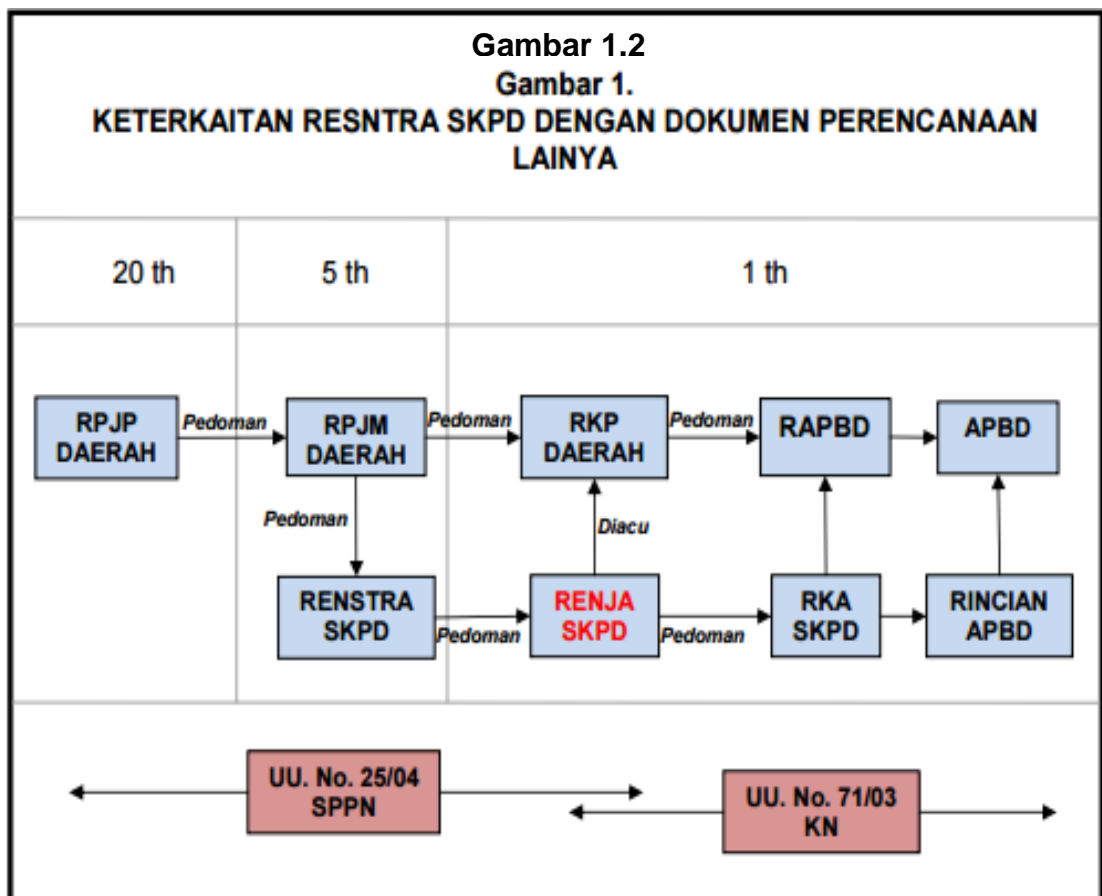 Gambar 1.2
Gambar 1.
KETERKAITAN RESNTRA SKPD DENGAN DOKUMEN PERENCANAAN
LAINYA
20 th
5 th
1 th
RPJP
DAERAH
Pedoman
RPJM
DAERAH
Pedoman
RKP
DAERAH
Pedoman
RAPBD
APBD
Pedoman
Diacu
RENSTRA
SKPD
Pedoman
RENJA
SKPD
Pedoman
RKA
SKPD
RINCIAN
APBD
UU. No. 25/04
SPPN
UU. No. 71/03
KN